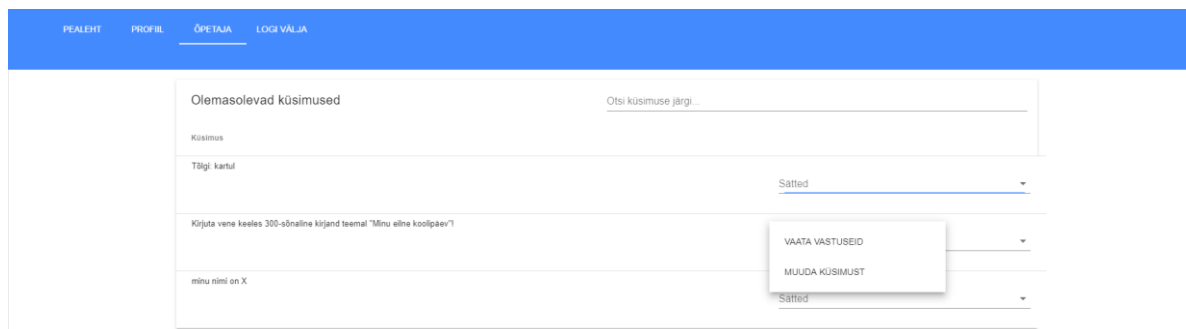 PEALEHT PROFIIL ÕPETAJA LOGI VÄLJA
Olemasolevad küsimused Otsi küsimuse järgi...
Küsimus
Tõlgi: kartul
Sätted
Kirjuta vene keeles 300-sõnaline kirjand teemal "Minu eilne koolipäev"!
VAATA VASTUSEID
MUUDA KÜSIMUST
minu nimi on X
Sätted